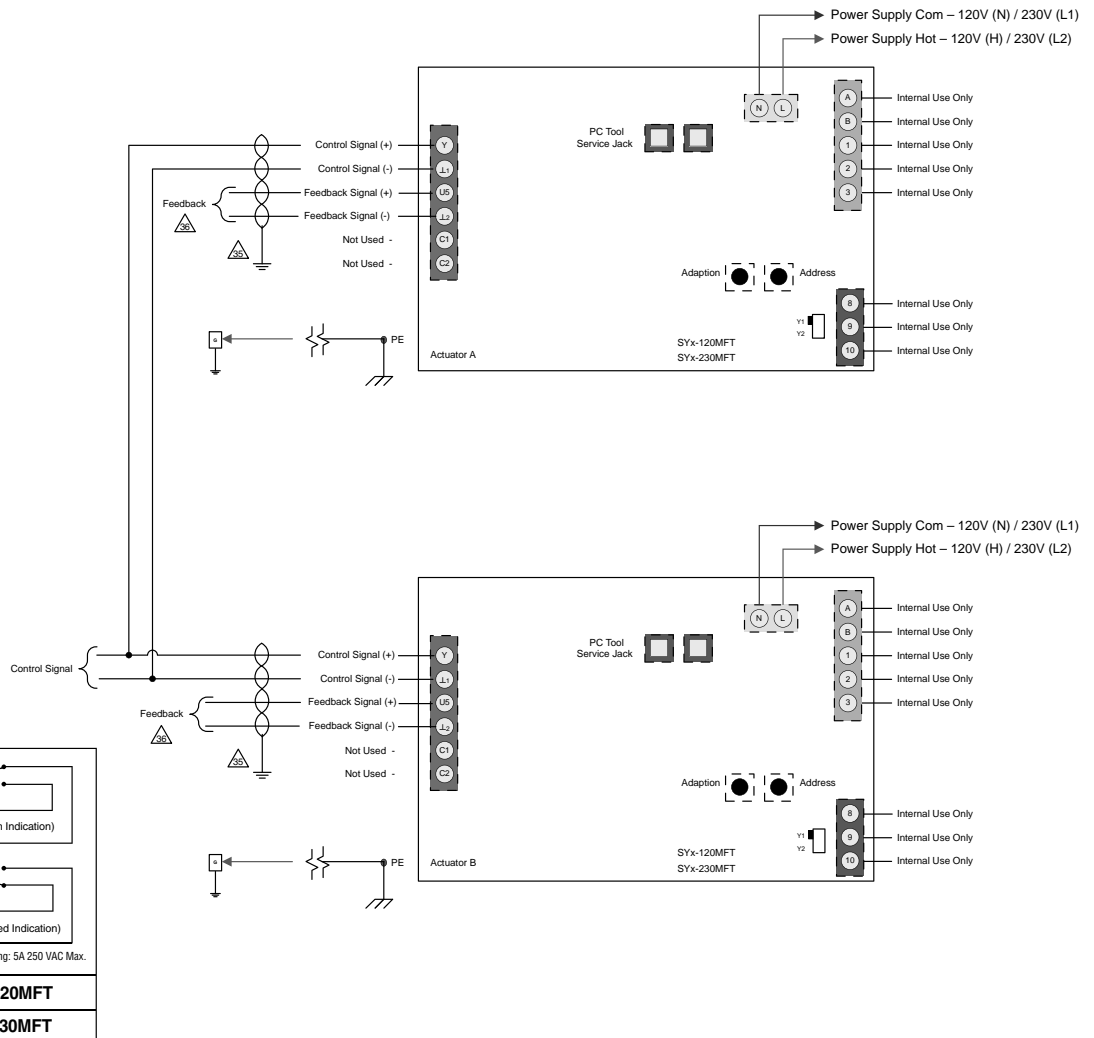 Power Supply Com – 120V (N) / 230V (L1)
Power Supply Hot – 120V (H) / 230V (L2)
N L
A Internal Use Only
B Internal Use Only
1 Internal Use Only
2 Internal Use Only
3 Internal Use Only
PC Tool
Service Jack
Control Signal (+) Y
Control Signal (-) ⊥1
Feedback Signal (+) U5
Feedback Signal (-) ⊥2
Not Used - C1
Not Used - C2
Feedback
36
35
Adaption Address
8 Internal Use Only
Y1 9 Internal Use Only
Y2
10 Internal Use Only
G
PE
Actuator A
SYx-120MFT
SYx-230MFT
Power Supply Com – 120V (N) / 230V (L1)
Power Supply Hot – 120V (H) / 230V (L2)
N L
A Internal Use Only
B Internal Use Only
1 Internal Use Only
2 Internal Use Only
3 Internal Use Only
PC Tool
Service Jack
Control Signal
Control Signal (+) Y
Control Signal (-) ⊥1
Feedback Signal (+) U5
Feedback Signal (-) ⊥2
Not Used - C1
Not Used - C2
Feedback
36
35
Adaption Address
8 Internal Use Only
Y1 9 Internal Use Only
Y2
10 Internal Use Only
G
PE
Actuator B
SYx-120MFT
SYx-230MFT
n Indication)
ed Indication)
ng: 5A 250 VAC Max.
20MFT
30MFT